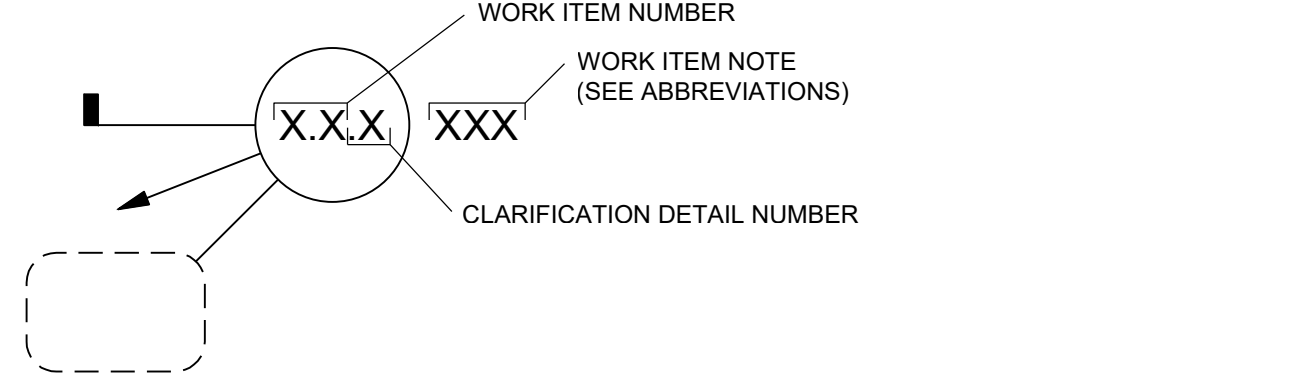 WORK ITEM NUMBER
WORK ITEM NOTE
(SEE ABBREVIATIONS)
X.X.X XXX
CLARIFICATION DETAIL NUMBER